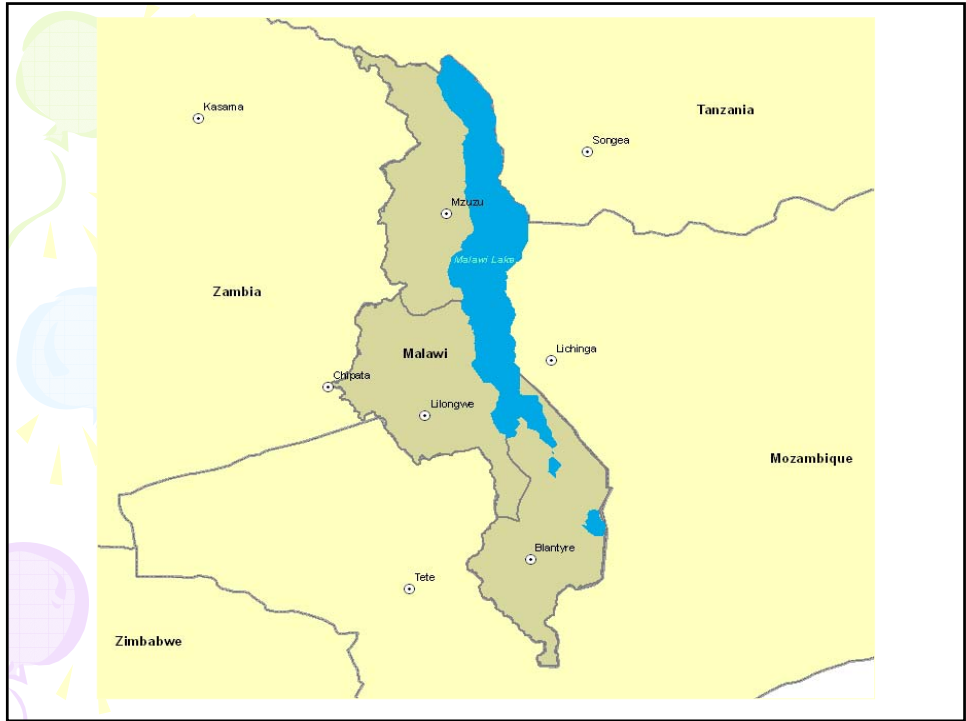 Kasama
Tanzania
Songea
Mzuzu
Malawi Lake
Zambia
Lichinga
Malawi
Chipata
Lilongwe
Mozambique
Blantyre
Tete
Zimbabwe